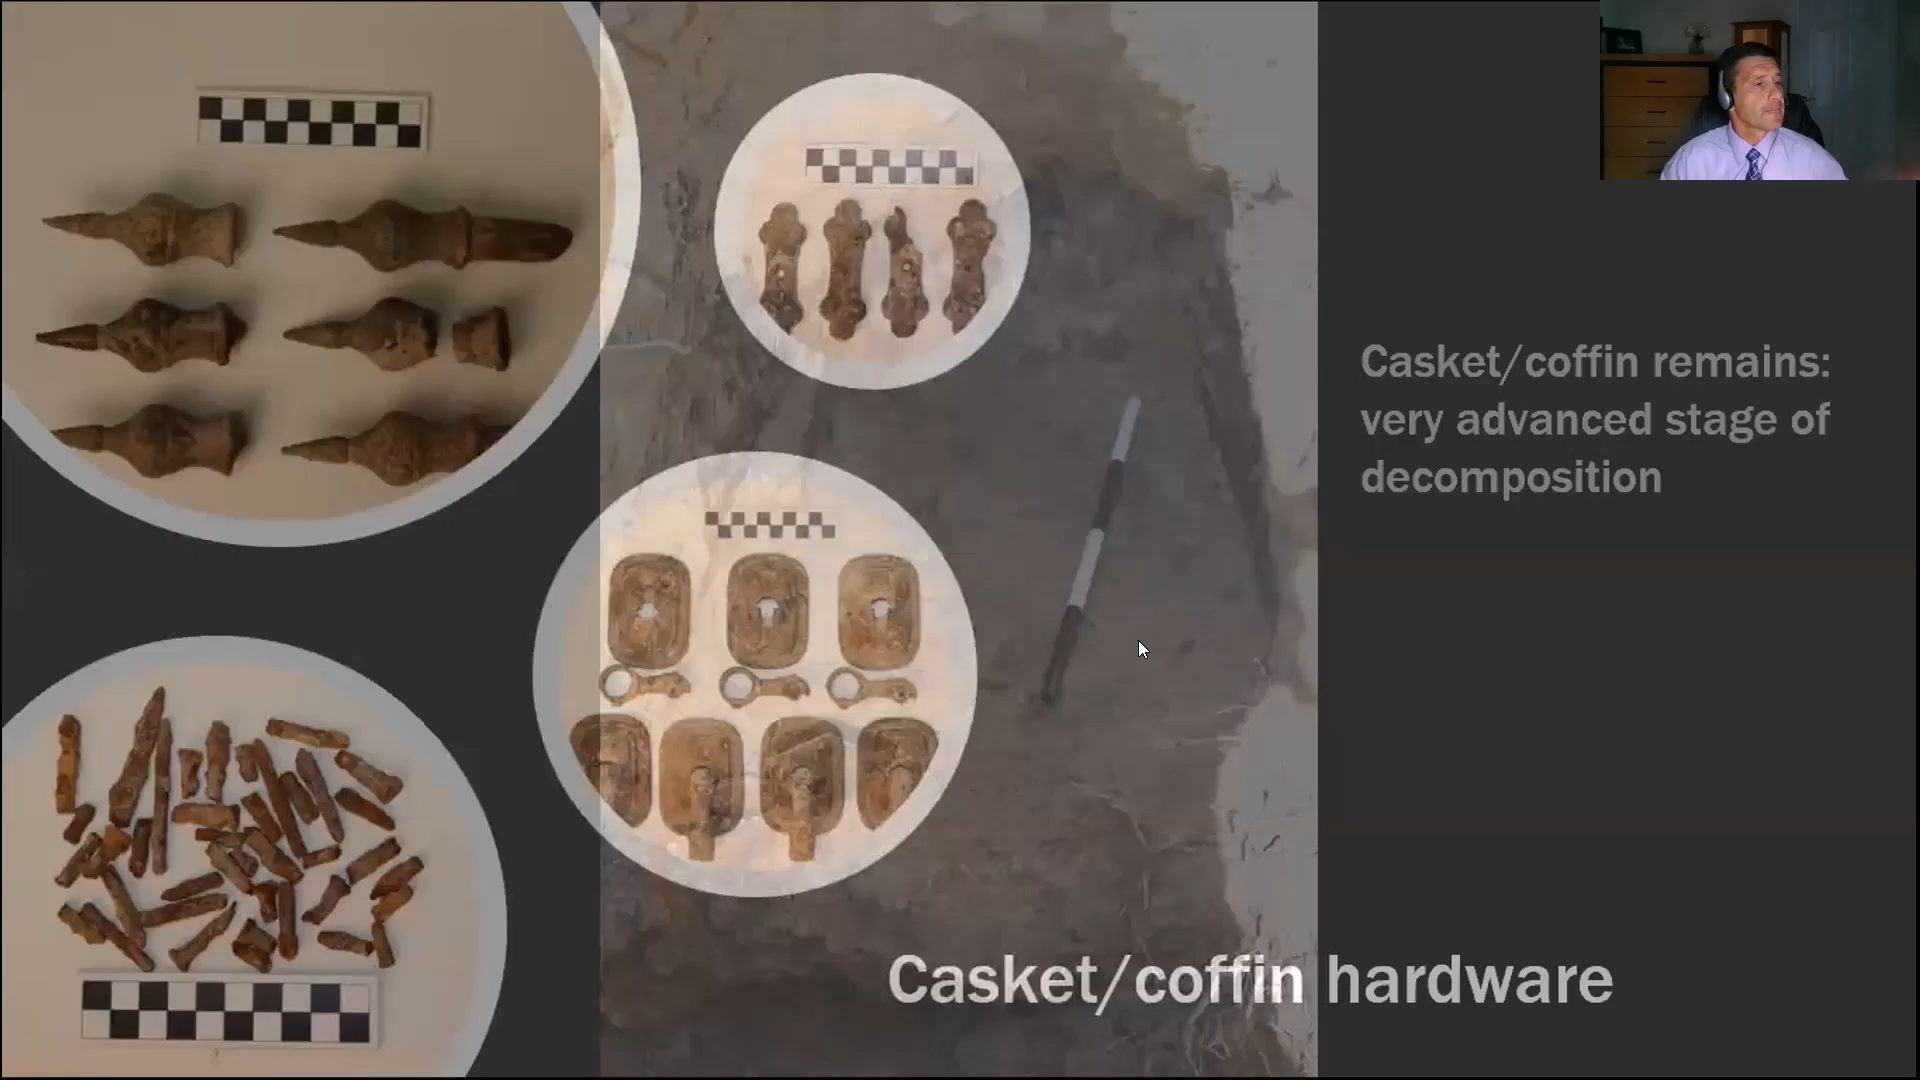 Casket/coffin remains:
very advanced stage of
decomposition
Casket/coffin hardware